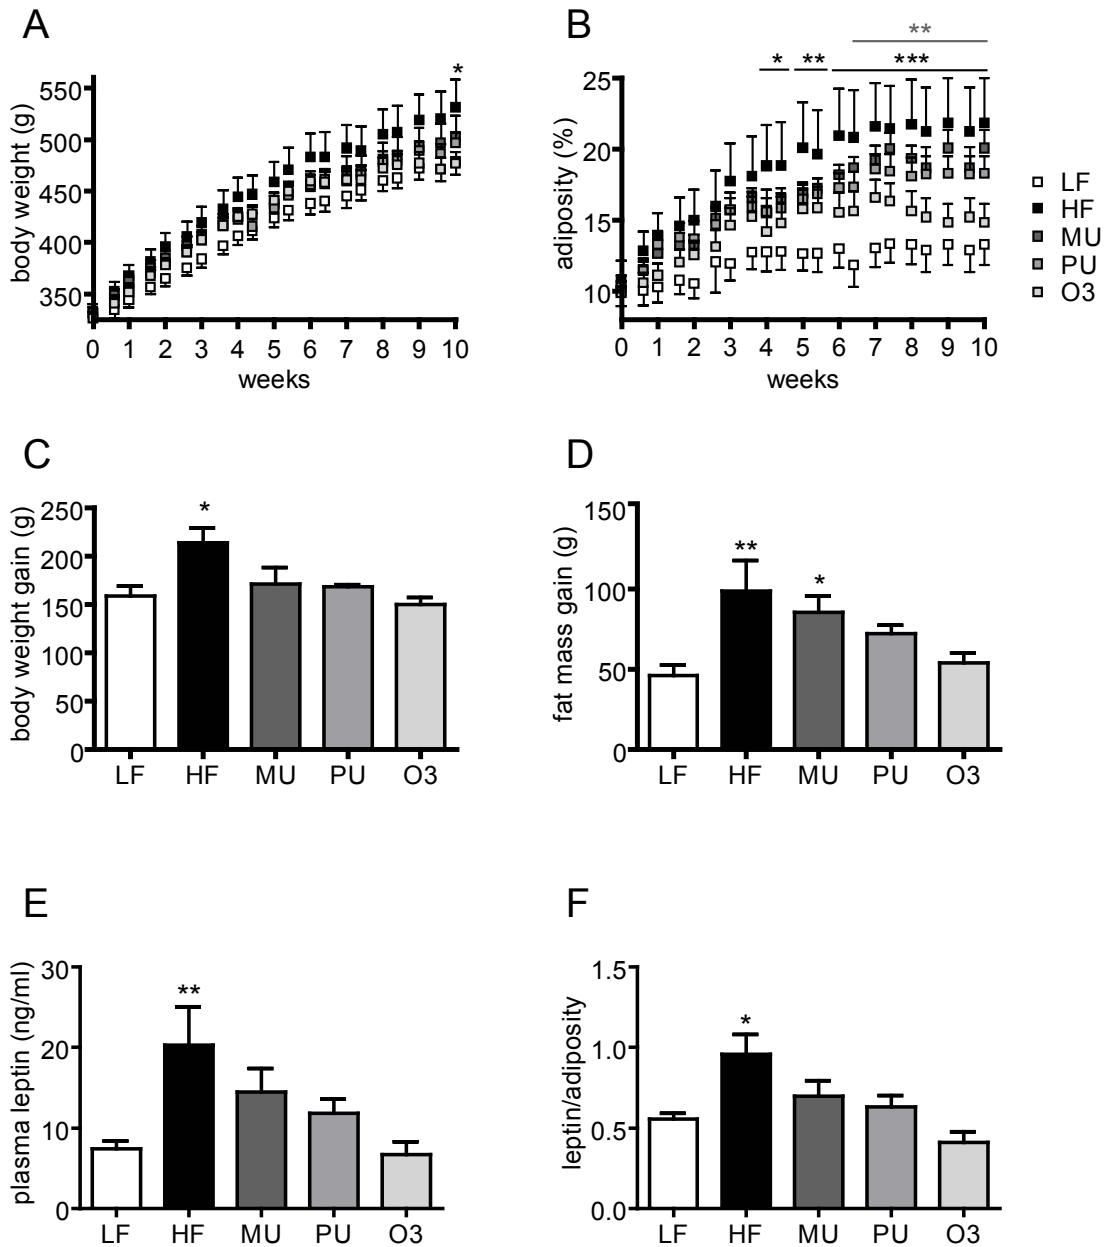 A
body weight (g)
550
500
450
400
350
*
0 1 2 3 4 5 6 7 8 9 10
weeks
B
adiposity (%)
25
20
15
10
**
* ** ***
0 1 2 3 4 5 6 7 8 9 10
weeks
LF
HF
MU
PU
O3
C
body weight gain (g)
250
200
150
100
50
0
*
LF HF MU PU O3
D
fat mass gain (g)
150
100
50
0
**
*
LF HF MU PU O3
E
plasma leptin (ng/ml)
30
20
10
0
**
LF HF MU PU O3
F
leptin/adiposity
1.5
1.0
0.5
0.0
*
LF HF MU PU O3